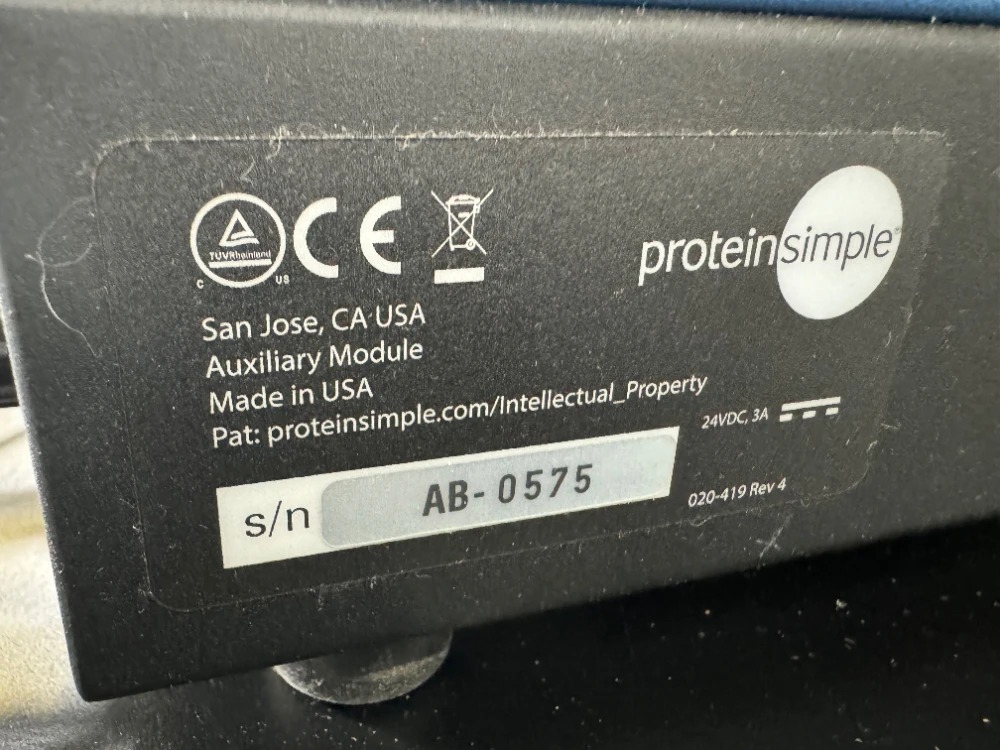 TÜVRheinland
C US
CE
proteinsimple
San Jose, CA USA
Auxiliary Module
Made in USA
Pat: proteinsimple.com/Intellectual_Property
24VDC, 3A
s/n AB-0575
020-419 Rev 4